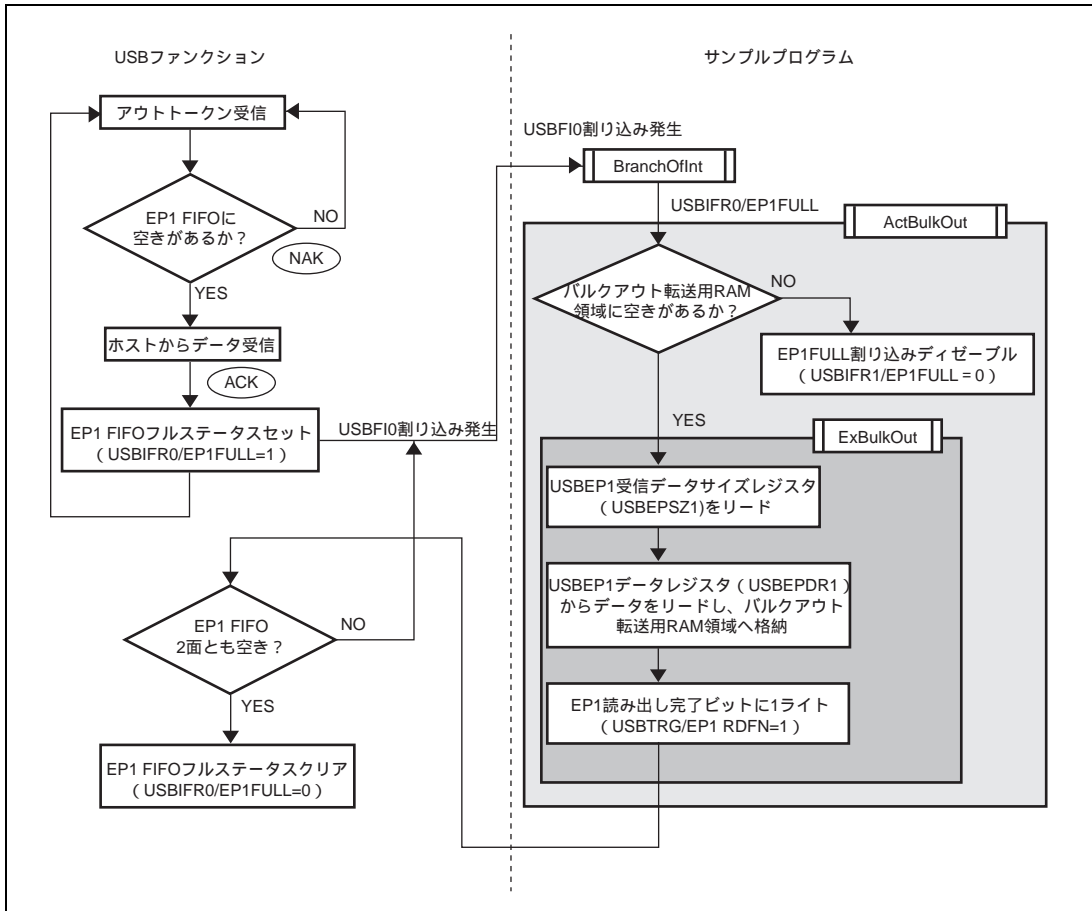 USBファンクション
アウトトークン受信
EP1 FIFOに
空きがあるか？
NO
NAK
YES
ホストからデータ受信
ACK
EP1 FIFOフルステータスセット
（USBIFR0/EP1FULL=1）
USBFI0割り込み発生
EP1 FIFO
2面とも空き？
NO
YES
EP1 FIFOフルステータスクリア
（USBIFR0/EP1FULL=0）
サンプルプログラム
USBFI0割り込み発生
BranchOfInt
USBIFR0/EP1FULL
ActBulkOut
バルクアウト転送用RAM
領域に空きがあるか？
NO
EP1FULL割り込みディゼーブル
（USBIFR1/EP1FULL = 0）
YES
ExBulkOut
USBEP1受信データサイズレジスタ
（USBEPSZ1)をリード
USBEP1データレジスタ（USBEPDR1）
からデータをリードし、バルクアウト
転送用RAM領域へ格納
EP1読み出し完了ビットに1ライト
（USBTRG/EP1 RDFN=1）